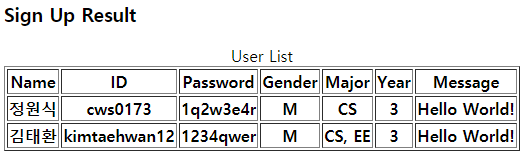 Sign Up Result
User List
Name ID Password Gender Major Year Message
정원식 cws0173 1q2w3e4r M CS 3 Hello World!
김태환 kimtaehwan12 1234qwer M CS, EE 3 Hello World!